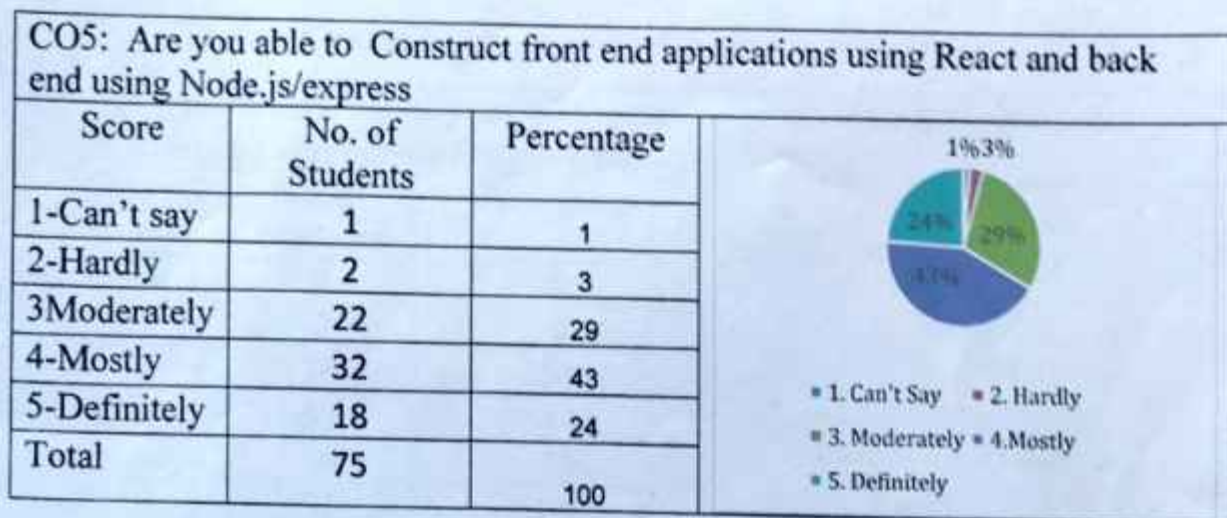 CO5: Are you able to Construct front end applications using React and back
end using Node.js/express
Score No. of Students Percentage
1-Can't say 1 1
2-Hardly 2 3
3Moderately 22 29
4-Mostly 32 43
5-Definitely 18 24
Total 75 100
1% 3%
24% 29%
43%
1. Can't Say 2. Hardly
3. Moderately 4.Mostly
5. Definitely